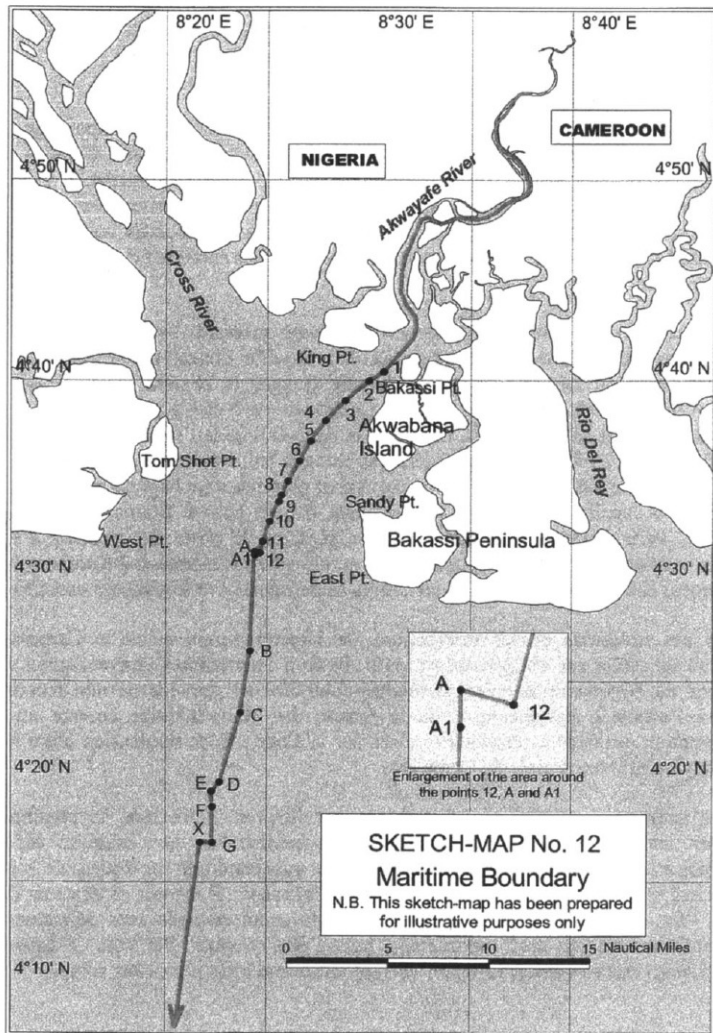 8°20' E
8°30' E
8°40' E
CAMEROON
NIGERIA
4°50' N
4°50' N
Akwayafe River
Cross River
King Pt.
1
4°40' N
4°40' N
2
Bakassi Pt.
3
4
Akwabana
Island
5
Rio Del Rey
6
Tom Shot Pt.
7
8
9
Sandy Pt.
10
West Pt.
11
Bakassi Peninsula
A
A1
12
4°30' N
4°30' N
East Pt.
B
A
12
A1
C
4°20' N
4°20' N
Enlargement of the area around
the points 12, A and A1
E
D
F
X
G
SKETCH-MAP No. 12
Maritime Boundary
N.B. This sketch-map has been prepared
for illustrative purposes only
0
5
10
15
Nautical Miles
4°10' N
4°10' N